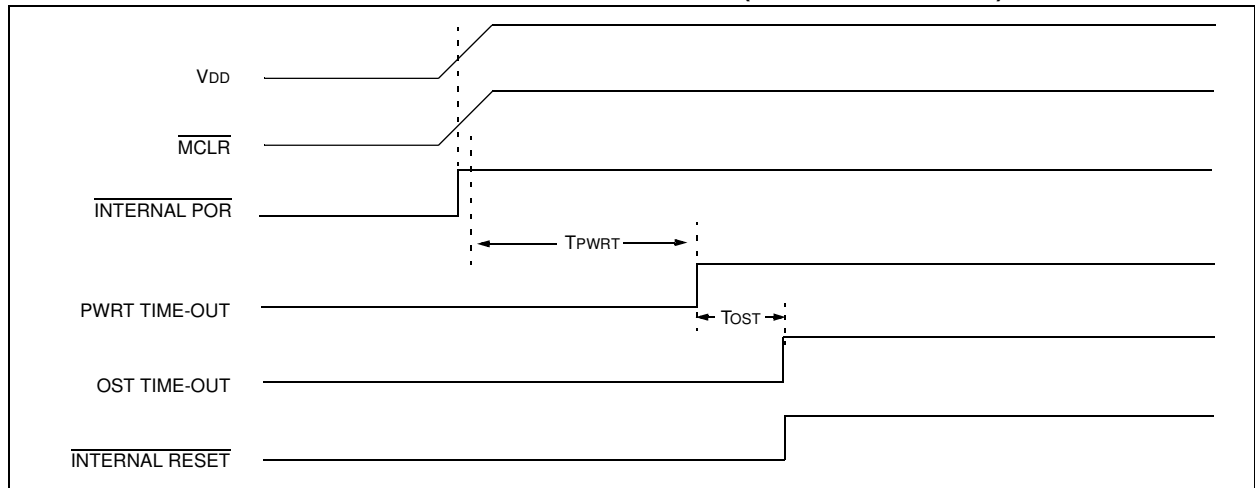 VDD
MCLR
INTERNAL POR
TPWRT
PWRT TIME-OUT
TOST
OST TIME-OUT
INTERNAL RESET